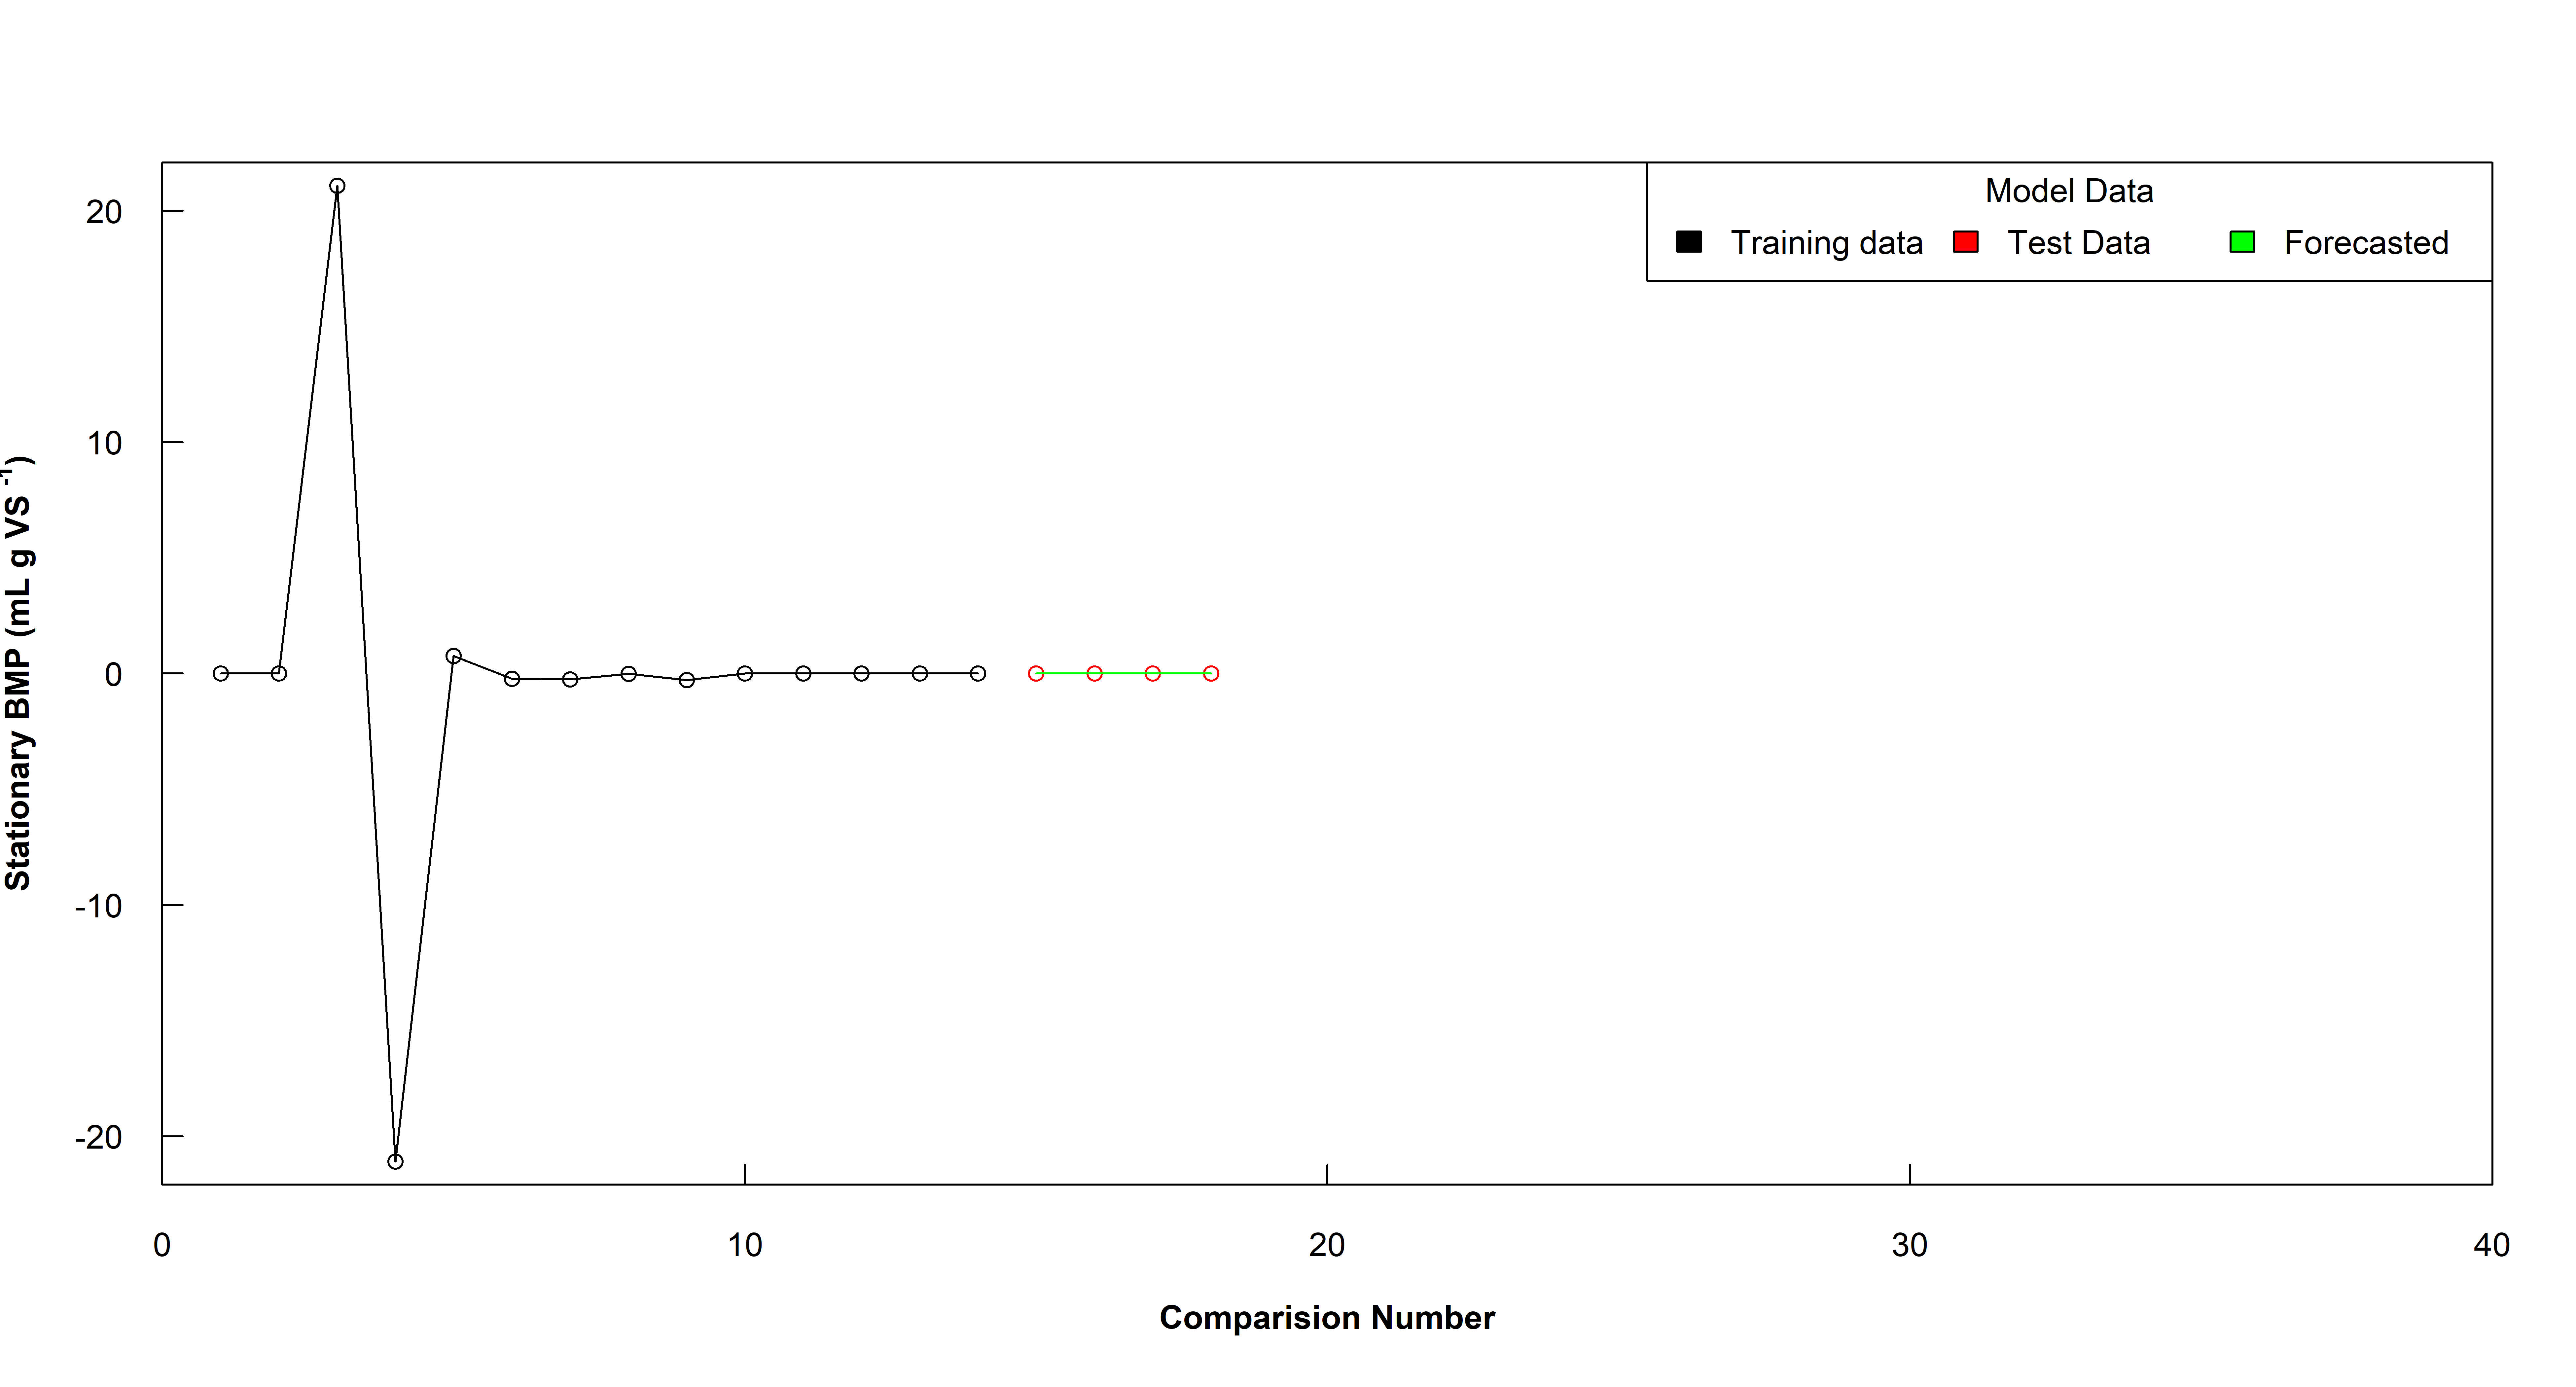 Model Data
Training data
Test Data
Forecasted
20
10
0
-10
-20
Stationary BMP (mL g VS -1)
0
10
20
30
40
Comparision Number